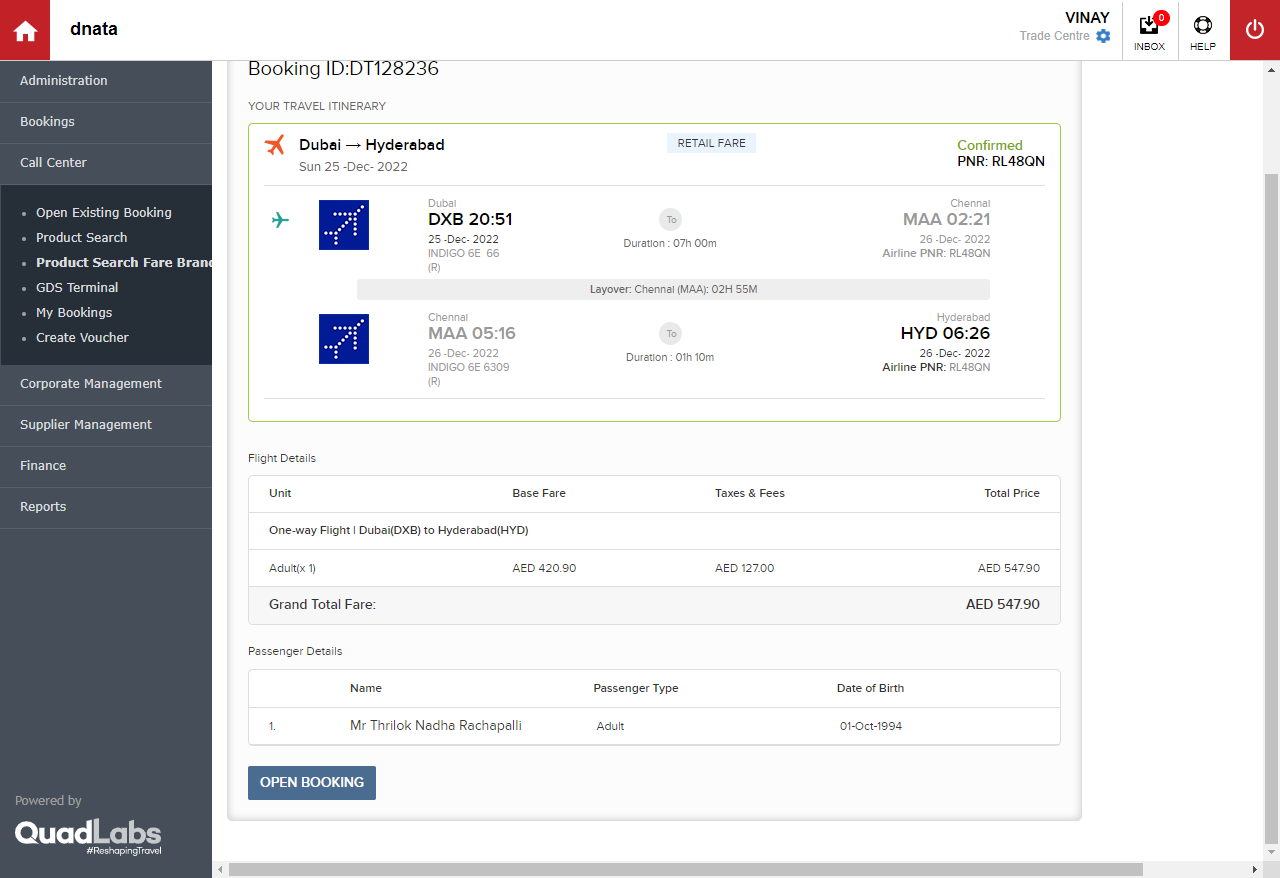 dnata
VINAY
Trade Centre
0
INBOX
HELP
Administration
Bookings
Call Center
Open Existing Booking
Product Search
Product Search Fare Bran
GDS Terminal
My Bookings
Create Voucher
Corporate Management
Supplier Management
Finance
Reports
Powered by
QuadLabs
#ReshapingTravel
Booking ID:DT128236
YOUR TRAVEL ITINERARY
Dubai → Hyderabad
RETAIL FARE
Confirmed
Sun 25 -Dec- 2022
PNR: RL48QN
Dubai
DXB 20:51
25 -Dec- 2022
INDIGO 6E 66
(R)
To
Duration : 07h 00m
Chennai
MAA 02:21
26 -Dec- 2022
Airline PNR: RL48QN
Layover: Chennai (MAA): 02H 55M
Chennai
MAA 05:16
26 -Dec- 2022
INDIGO 6E 6309
(R)
To
Duration : 01h 10m
Hyderabad
HYD 06:26
26 -Dec- 2022
Airline PNR: RL48QN
Flight Details
Unit Base Fare Taxes & Fees Total Price
One-way Flight | Dubai(DXB) to Hyderabad(HYD)
Adult(x 1) AED 420.90 AED 127.00 AED 547.90
Grand Total Fare: AED 547.90
Passenger Details
Name Passenger Type Date of Birth
1. Mr Thrilok Nadha Rachapalli Adult 01-Oct-1994
OPEN BOOKING